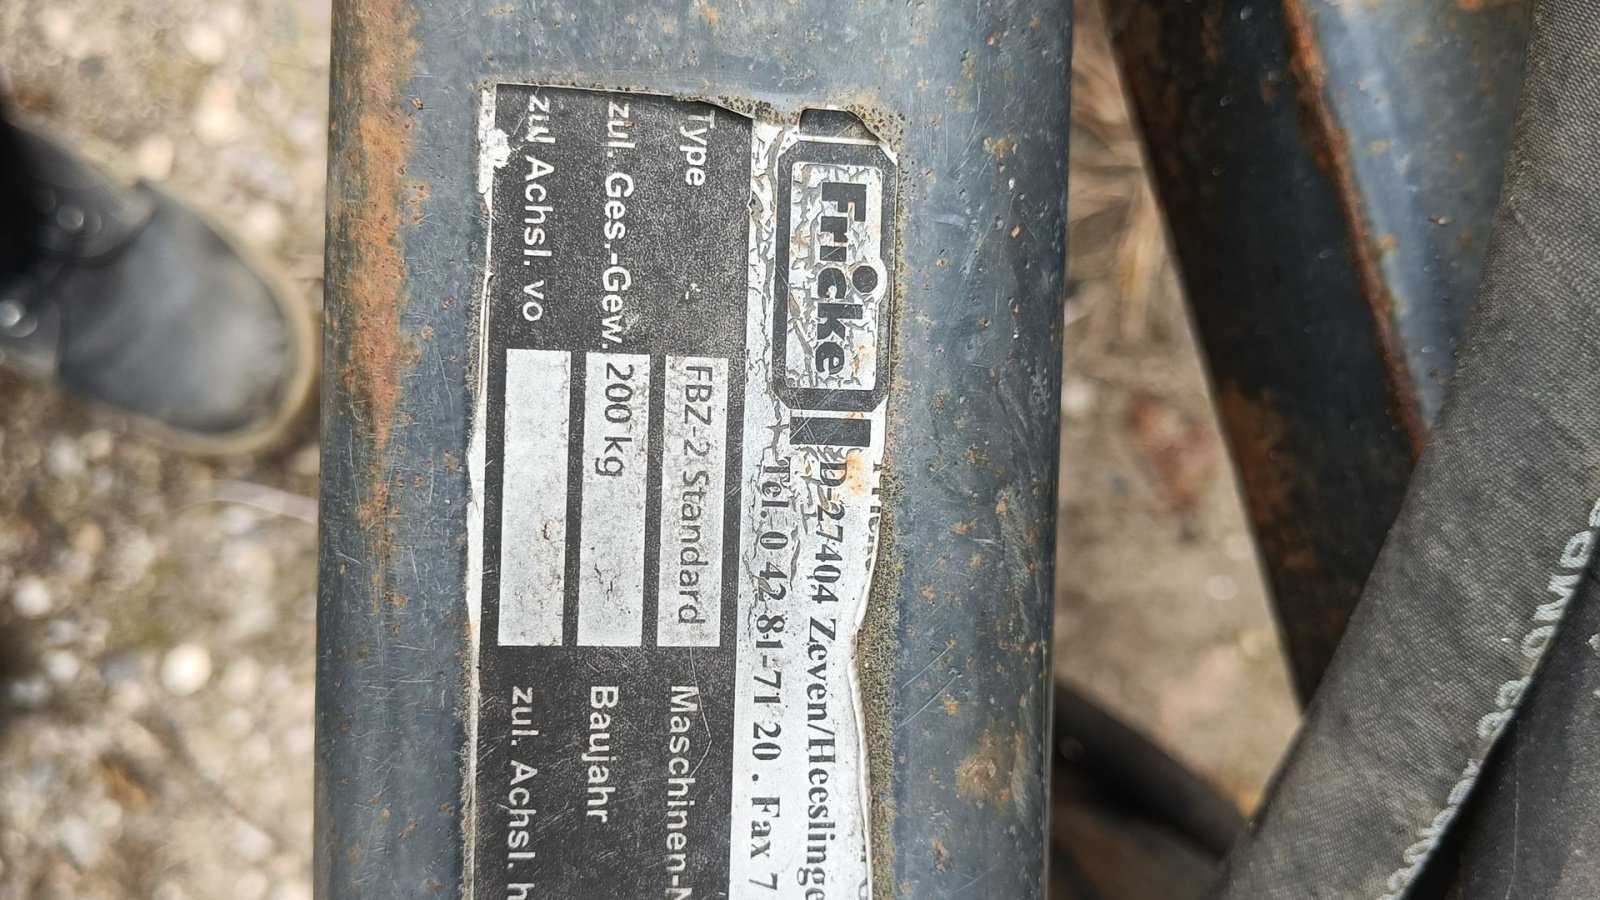 Fricke
D-27404 Zeven/Heeslinge
Tel. 0 42 81-71 20 . Fax 7
Type FBZ-2 Standard Maschinen-N
zul. Ges.-Gew. 200 kg Baujahr
zul Achsl. vo zul. Achsl. h